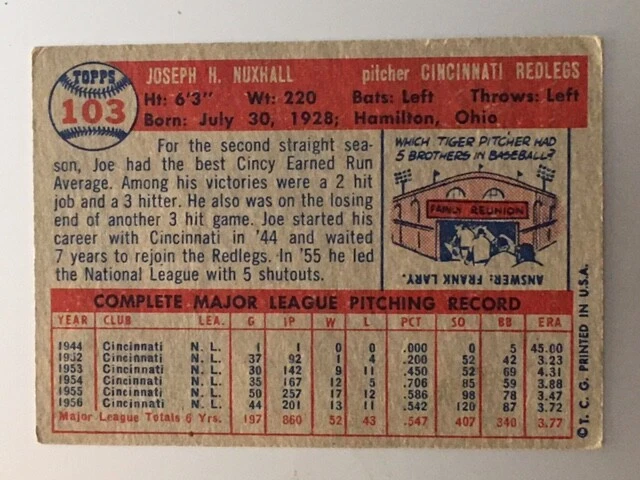 TOPPS
103
JOSEPH H. NUXHALL pitcher CINCINNATI REDLEGS
Ht: 6'3" Wt: 220 Bats: Left Throws: Left
Born: July 30, 1928; Hamilton, Ohio
For the second straight sea-
son, Joe had the best Cincy Earned Run
Average. Among his victories were a 2 hit
job and a 3 hitter. He also was on the losing
end of another 3 hit game. Joe started his
career with Cincinnati in '44 and waited
7 years to rejoin the Redlegs. In '55 he led
the National League with 5 shutouts.
WHICH TIGER PITCHER HAD
5 BROTHERS IN BASEBALL?
FAMILY REUNION
ANSWER: FRANK LARY.
COMPLETE MAJOR LEAGUE PITCHING RECORD
YEAR CLUB LEA. G IP W L PCT SO BB ERA
1944 Cincinnati N. L. 1 1 0 0 .000 0 5 45.00
1952 Cincinnati N. L. 37 92 1 4 .200 52 42 3.23
1953 Cincinnati N. L. 30 142 9 11 .450 52 69 4.31
1954 Cincinnati N. L. 35 167 12 5 .706 85 59 3.88
1955 Cincinnati N. L. 50 257 17 12 .586 98 78 3.47
1956 Cincinnati N. L. 44 201 13 11 .542 120 87 3.72
Major League Totals 6 Yrs. 197 860 52 43 .547 407 340 3.77
© T. C. G. PRINTED IN U.S.A.